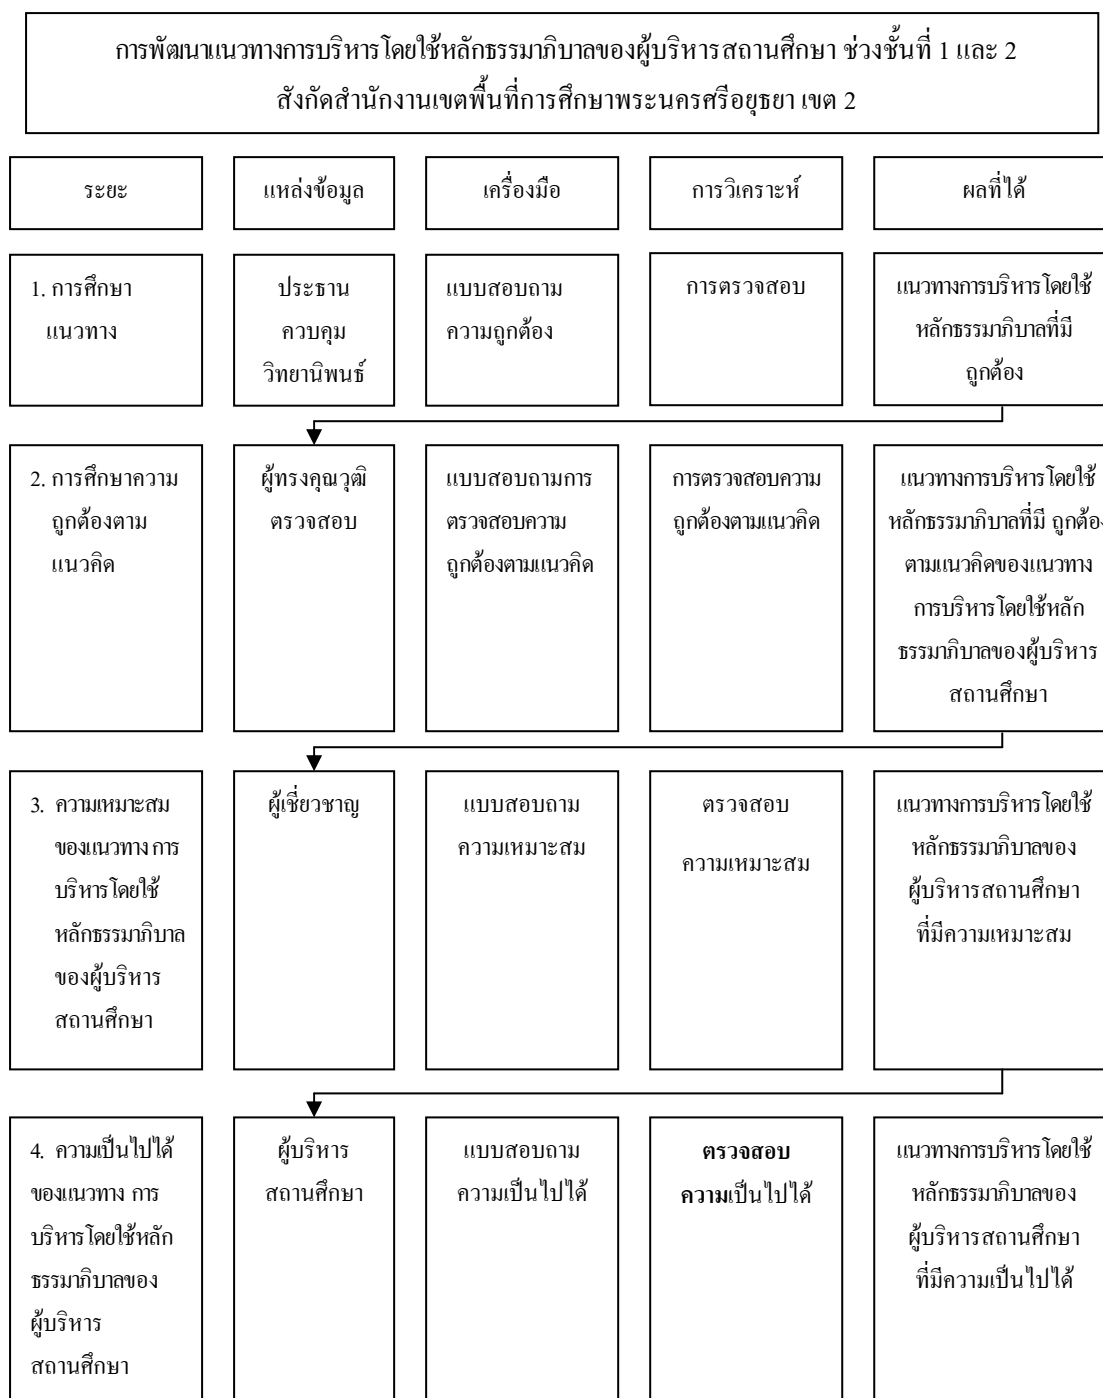 การพัฒนาแนวทางการบริหารโดยใช้หลักธรรมาภิบาลของผู้บริหารสถานศึกษา ช่วงชั้นที่ 1 และ 2
สังกัดสำนักงานเขตพื้นที่การศึกษาพระนครศรีอยุธยา เขต 2
ระยะ
แหล่งข้อมูล
เครื่องมือ
การวิเคราะห์
ผลที่ได้
1. การศึกษา
แนวทาง
ประธาน
ควบคุม
วิทยานิพนธ์
แบบสอบถาม
ความถูกต้อง
การตรวจสอบ
แนวทางการบริหารโดยใช้
หลักธรรมาภิบาลที่มี
ถูกต้อง
2. การศึกษาความ
ถูกต้องตาม
แนวคิด
ผู้ทรงคุณวุฒิ
ตรวจสอบ
แบบสอบถามการ
ตรวจสอบความ
ถูกต้องตามแนวคิด
การตรวจสอบความ
ถูกต้องตามแนวคิด
แนวทางการบริหารโดยใช้
หลักธรรมาภิบาลที่มี ถูกต้อง
ตามแนวคิดของแนวทาง
การบริหารโดยใช้หลัก
ธรรมาภิบาลของผู้บริหาร
สถานศึกษา
3. ความเหมาะสม
ของแนวทาง การ
บริหารโดยใช้
หลักธรรมาภิบาล
ของผู้บริหาร
สถานศึกษา
ผู้เชี่ยวชาญ
แบบสอบถาม
ความเหมาะสม
ตรวจสอบ
ความเหมาะสม
แนวทางการบริหารโดยใช้
หลักธรรมาภิบาลของ
ผู้บริหารสถานศึกษา
ที่มีความเหมาะสม
4. ความเป็นไปได้
ของแนวทาง การ
บริหารโดยใช้หลัก
ธรรมาภิบาลของ
ผู้บริหาร
สถานศึกษา
ผู้บริหาร
สถานศึกษา
แบบสอบถาม
ความเป็นไปได้
ตรวจสอบ
ความเป็นไปได้
แนวทางการบริหารโดยใช้
หลักธรรมาภิบาลของ
ผู้บริหารสถานศึกษา
ที่มีความเป็นไปได้